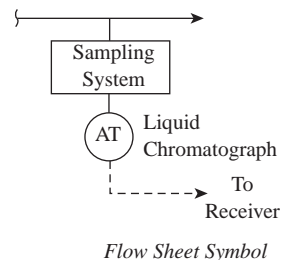 Sampling
System
AT
Liquid
Chromatograph
To
Receiver
Flow Sheet Symbol